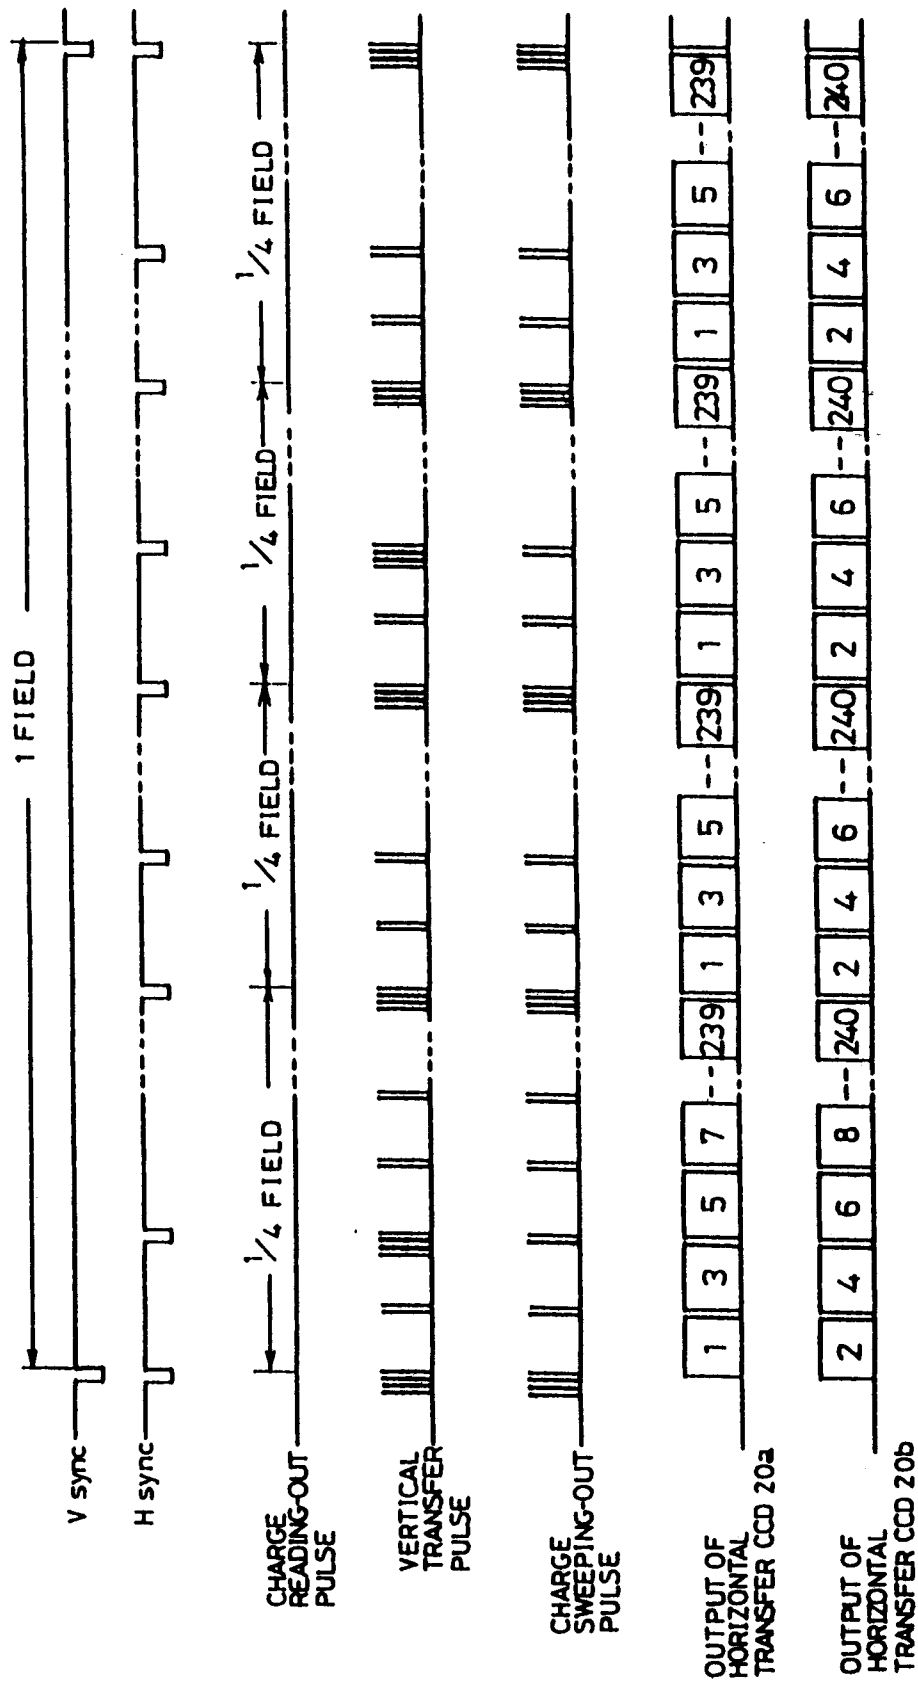 1 FIELD
V sync
H sync
CHARGE
READING-OUT
PULSE
1/4 FIELD
1/4 FIELD
1/4 FIELD
1/4 FIELD
VERTICAL
TRANSFER
PULSE
CHARGE
SWEEPING-OUT
PULSE
OUTPUT OF
HORIZONTAL
TRANSFER CCD 20a
1 3 5 7 -- 239 1 3 5 -- 239 1 3 5 -- 239 1 3 5 -- 239
OUTPUT OF
HORIZONTAL
TRANSFER CCD 20b
2 4 6 8 -- 240 2 4 6 -- 240 2 4 6 -- 240 2 4 6 -- 240